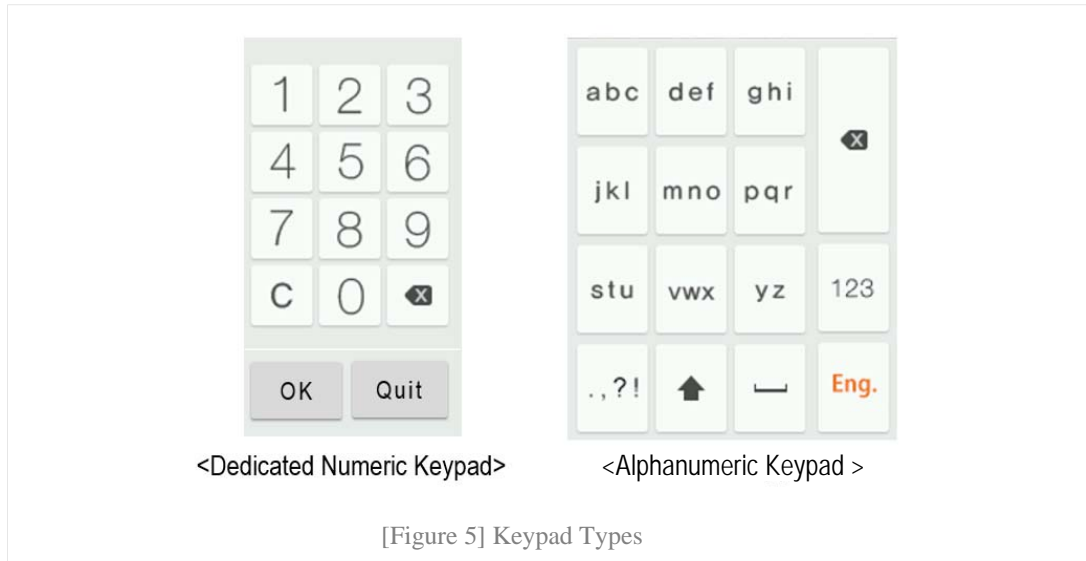 1 2 3
4 5 6
7 8 9
C 0
OK Quit
<Dedicated Numeric Keypad>
abc def ghi
jkl mno pqr
stu vwx yz 123
.,?! Eng.
<Alphanumeric Keypad >
[Figure 5] Keypad Types